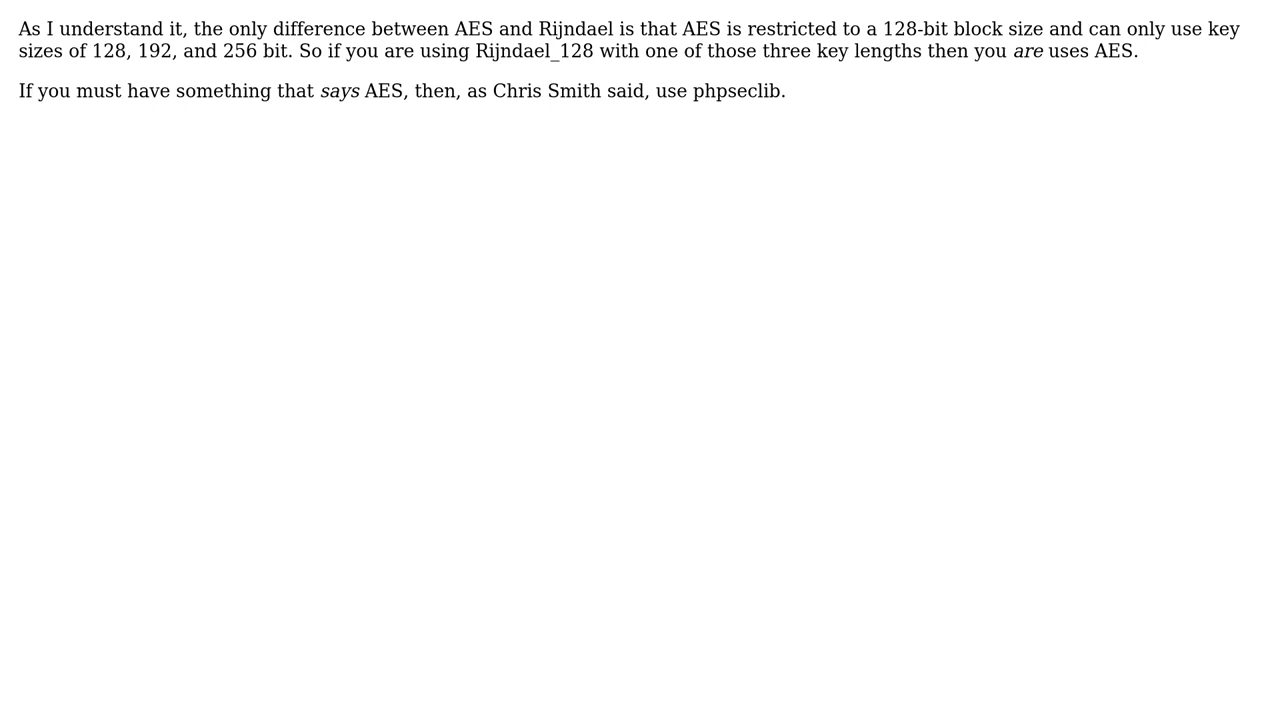 As I understand it, the only difference between AES and Rijndael is that AES is restricted to a 128-bit block size and can only use key
sizes of 128, 192, and 256 bit. So if you are using Rijndael_128 with one of those three key lengths then you are uses AES.
If you must have something that says AES, then, as Chris Smith said, use phpseclib.